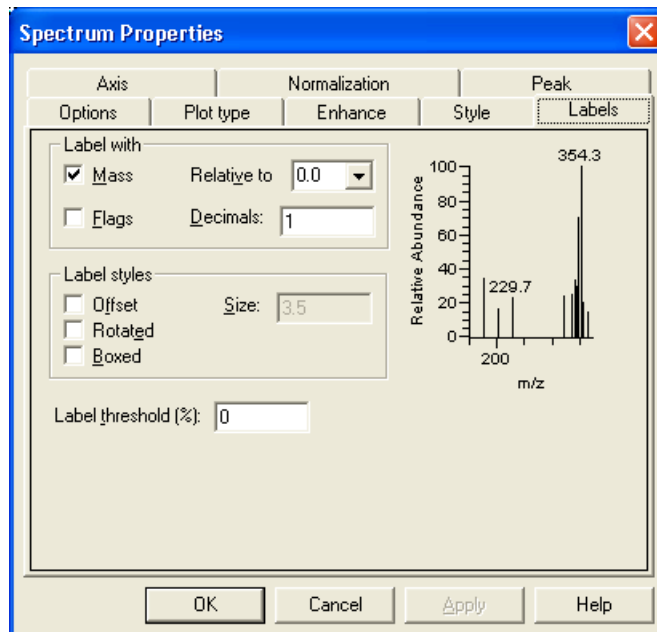 Spectrum Properties
Axis Normalization Peak
Options Plot type Enhance Style Labels
Label with
Mass Relative to 0.0
Flags Decimals: 1
Label styles
Offset Size: 3.5
Rotated
Boxed
Label threshold (%): 0
354.3
100
80
60
40
229.7
20
0
200
Relative Abundance
m/z
OK Cancel Apply Help